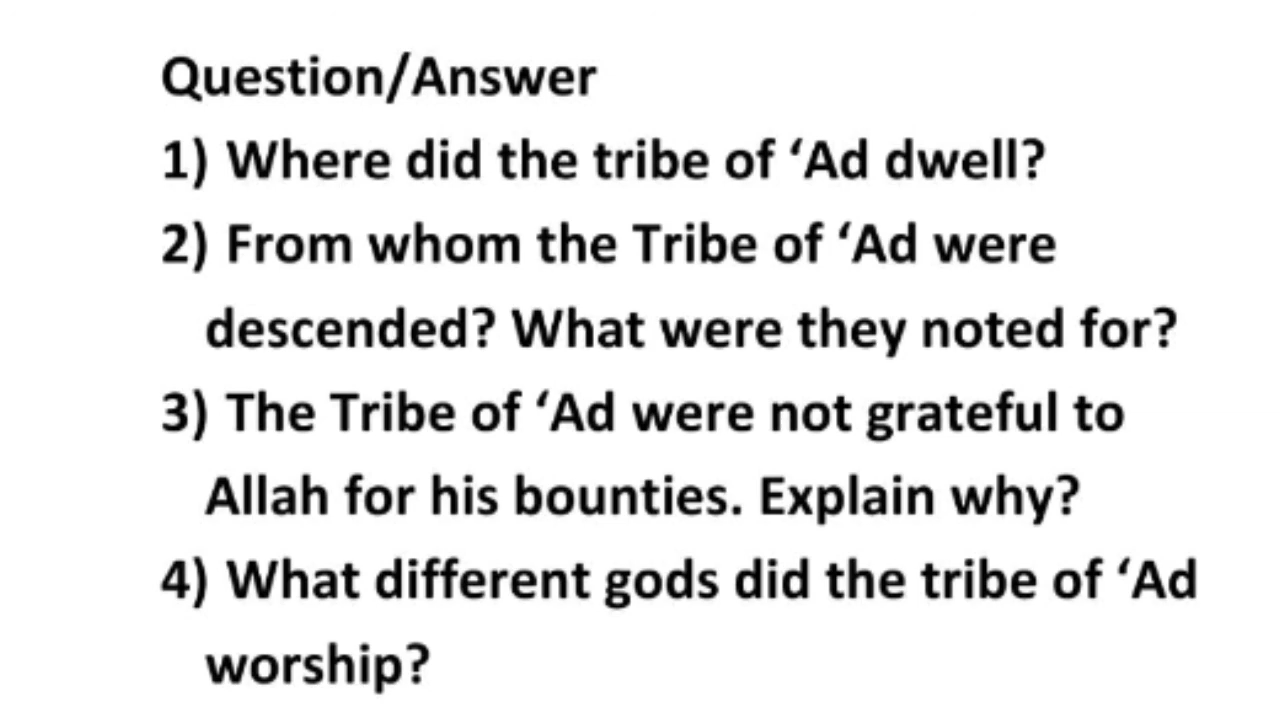 Question/Answer
1) Where did the tribe of ‘Ad dwell?
2) From whom the Tribe of ‘Ad were
descended? What were they noted for?
3) The Tribe of ‘Ad were not grateful to
Allah for his bounties. Explain why?
4) What different gods did the tribe of ‘Ad
worship?